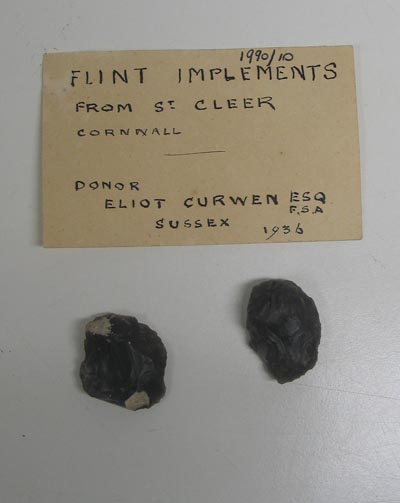 1990/10
FLINT IMPLEMENTS
FROM ST CLEER
CORNWALL
DONOR
ELIOT CURWEN ESQ
F.S.A
SUSSEX 1936